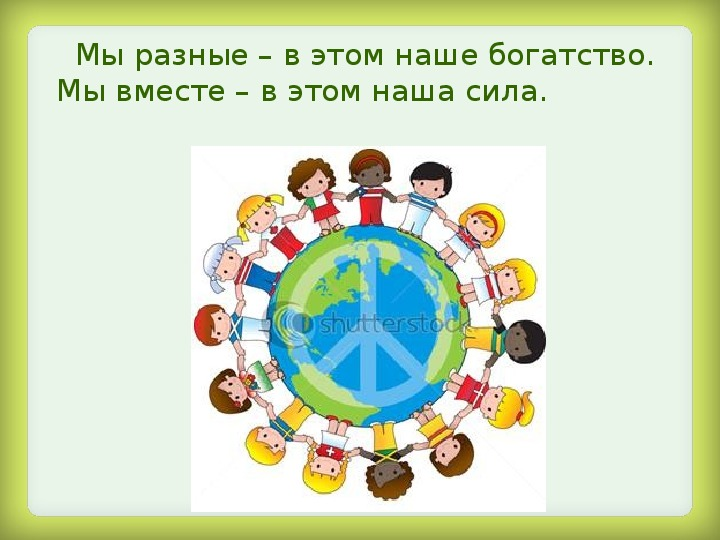 Мы разные – в этом наше богатство.
Мы вместе – в этом наша сила.
shutterstock